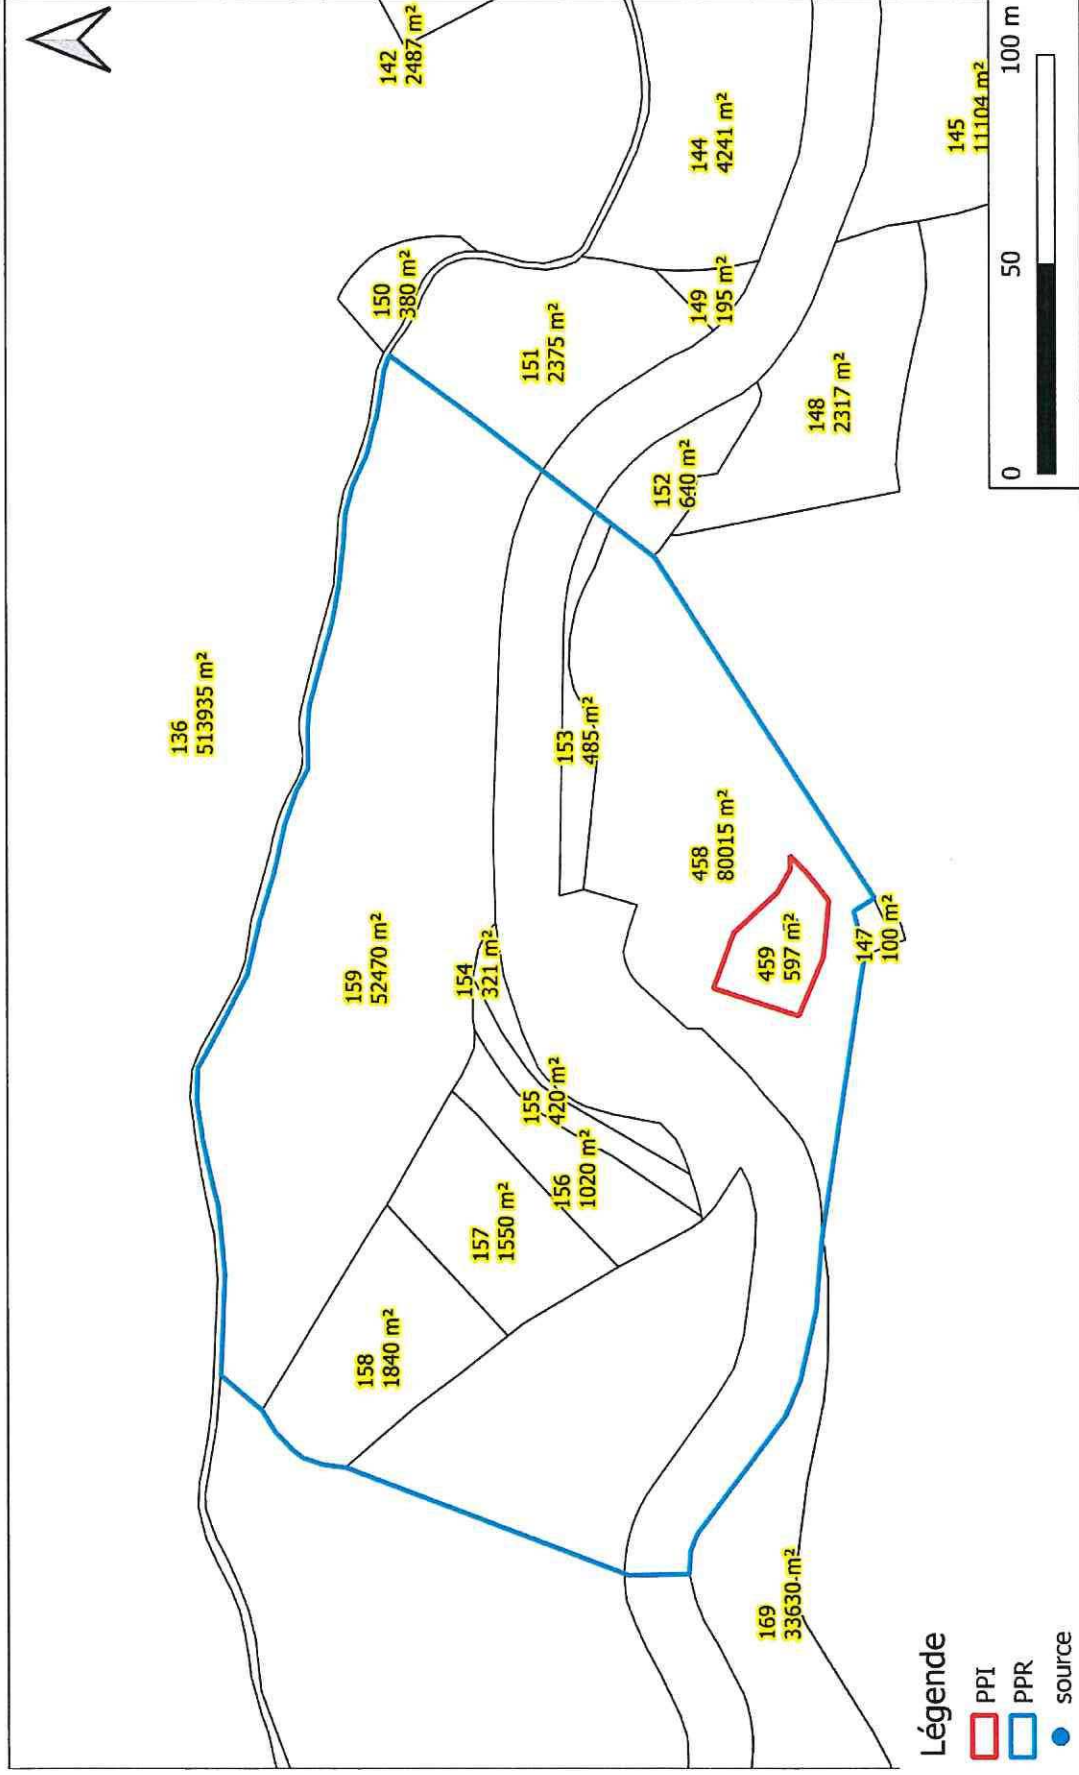 136
513935 m²
142
2487 m²
150
380 m²
159
52470 m²
158
1840 m²
151
2375 m²
144
4241 m²
149
195 m²
154
321 m²
157
1550 m²
155
420 m²
156
1020 m²
153
485 m²
152
640 m²
148
2317 m²
145
11104 m²
458
80015 m²
459
597 m²
147
100 m²
169
33630 m²
Légende
PPI
PPR
source
0 50 100 m